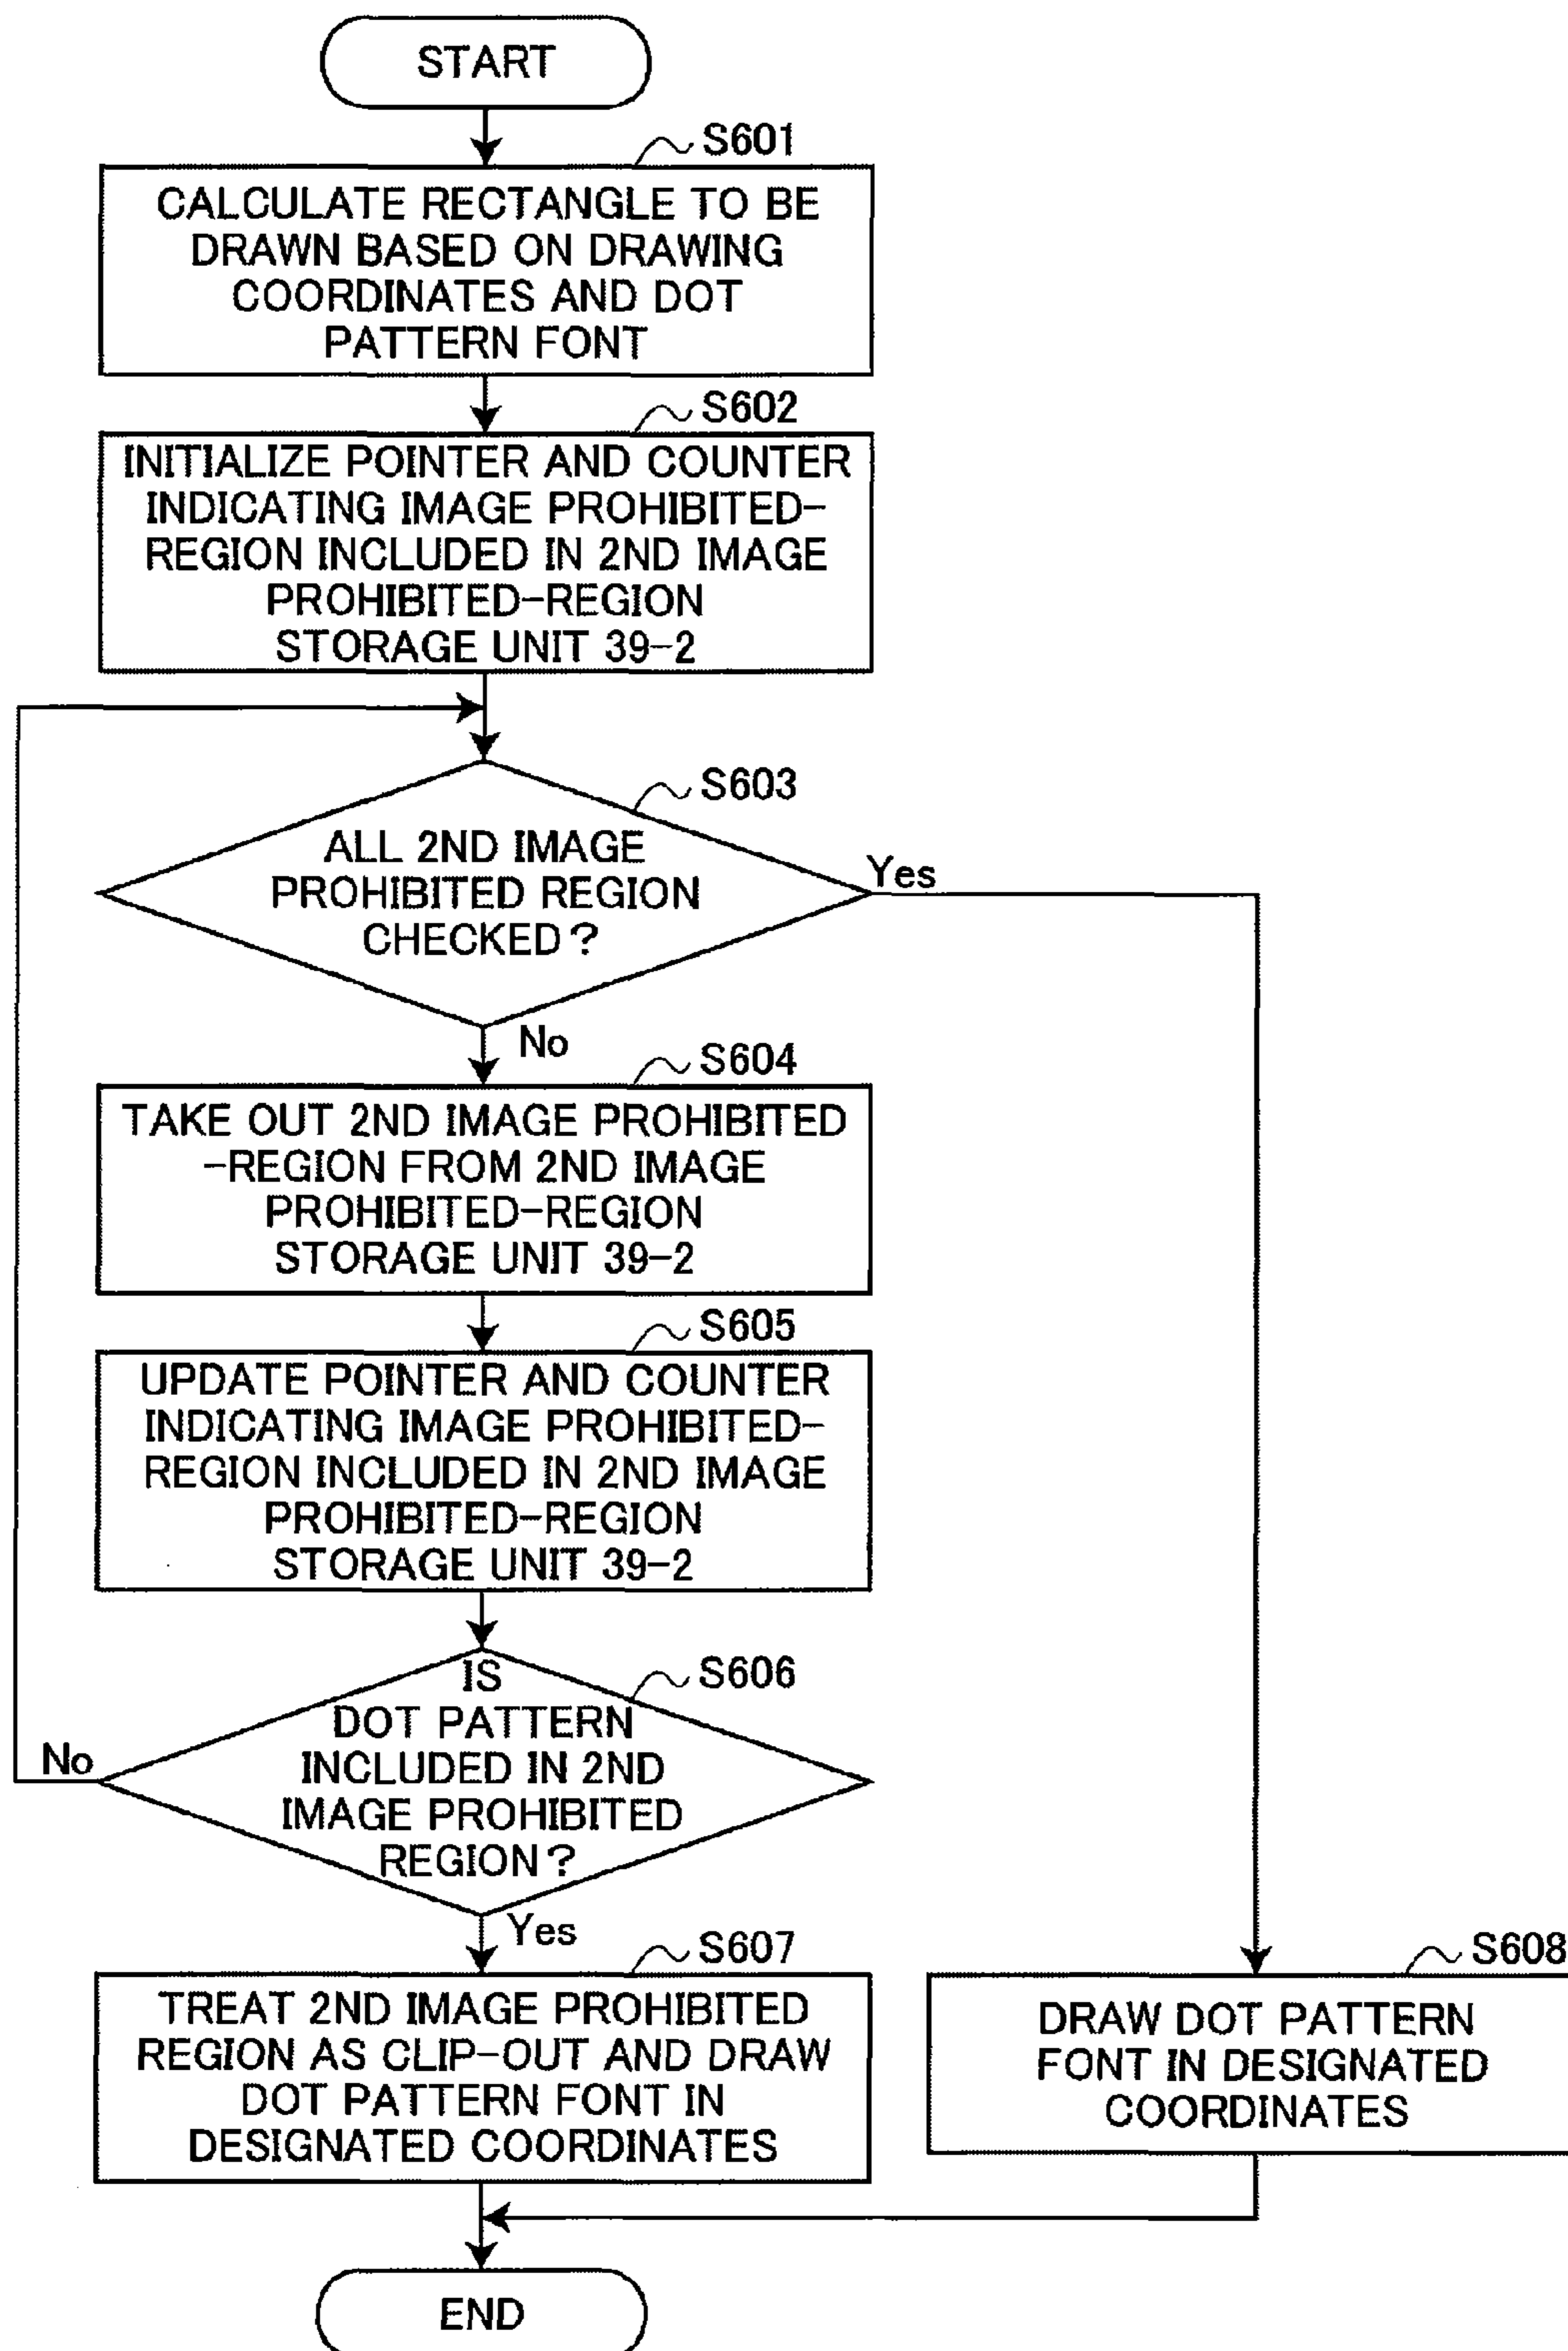 START
S601
CALCULATE RECTANGLE TO BE
DRAWN BASED ON DRAWING
COORDINATES AND DOT
PATTERN FONT
S602
INITIALIZE POINTER AND COUNTER
INDICATING IMAGE PROHIBITED-
REGION INCLUDED IN 2ND IMAGE
PROHIBITED-REGION
STORAGE UNIT 39-2
S603
ALL 2ND IMAGE
PROHIBITED REGION
CHECKED?
Yes
No
S604
TAKE OUT 2ND IMAGE PROHIBITED
-REGION FROM 2ND IMAGE
PROHIBITED-REGION
STORAGE UNIT 39-2
S605
UPDATE POINTER AND COUNTER
INDICATING IMAGE PROHIBITED-
REGION INCLUDED IN 2ND IMAGE
PROHIBITED-REGION
STORAGE UNIT 39-2
S606
IS
DOT PATTERN
INCLUDED IN 2ND
IMAGE PROHIBITED
REGION?
No
Yes
S607
TREAT 2ND IMAGE PROHIBITED
REGION AS CLIP-OUT AND DRAW
DOT PATTERN FONT IN
DESIGNATED COORDINATES
S608
DRAW DOT PATTERN
FONT IN DESIGNATED
COORDINATES
END